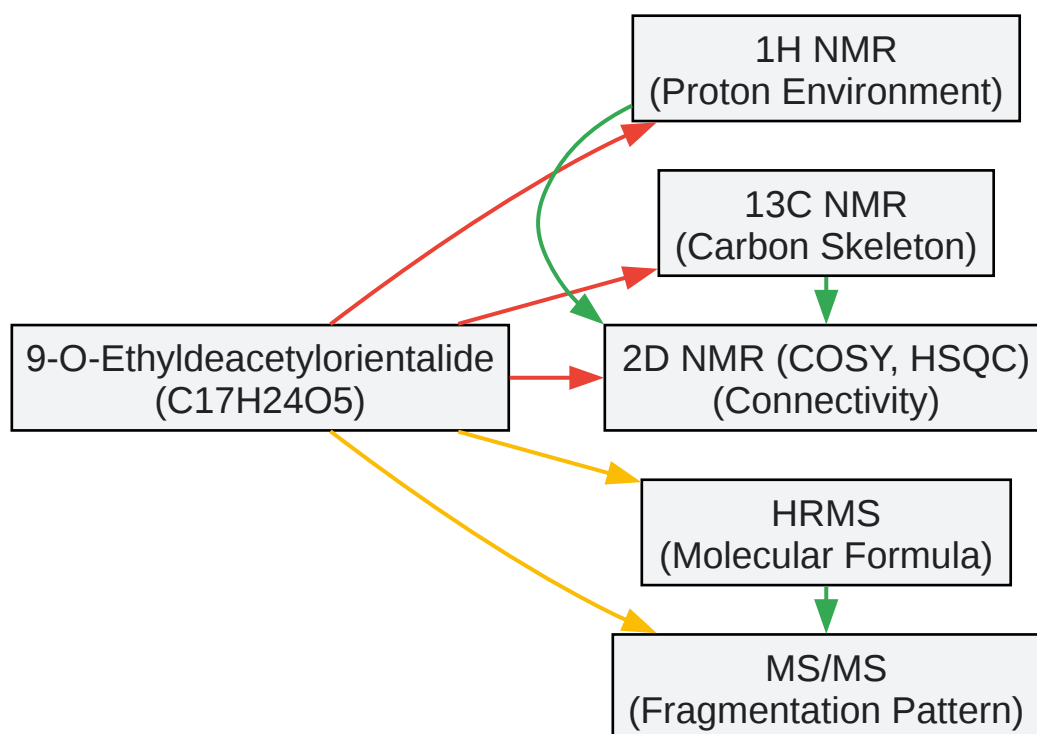 1H NMR
(Proton Environment)
13C NMR
(Carbon Skeleton)
9-O-Ethyldeacetylorientalide
(C17H24O5)
2D NMR (COSY, HSQC)
(Connectivity)
HRMS
(Molecular Formula)
MS/MS
(Fragmentation Pattern)